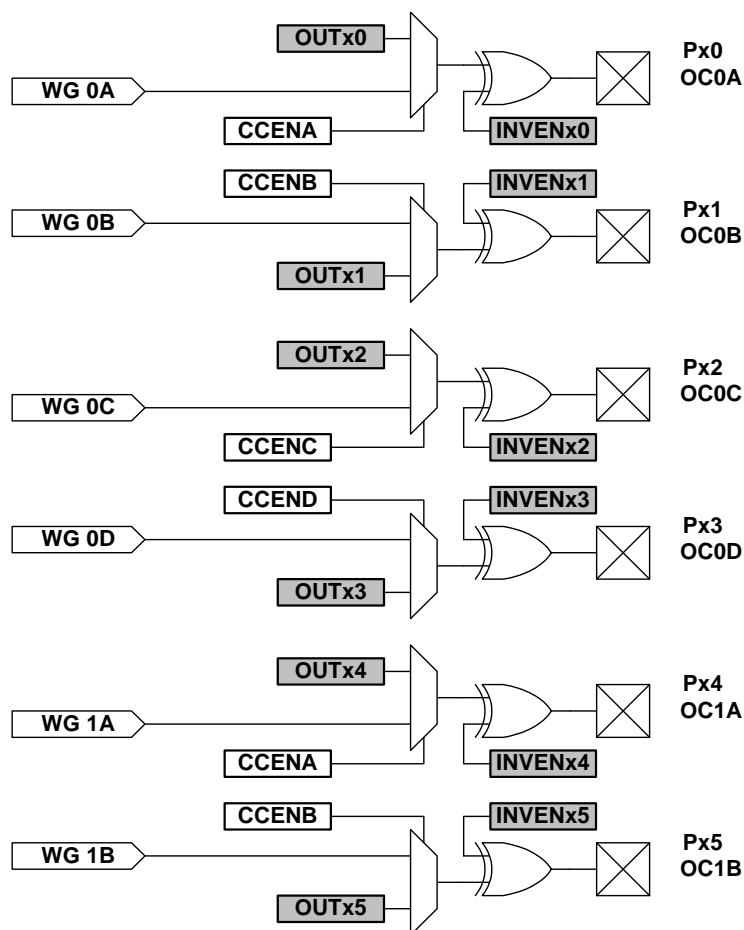 OUTx0
Px0
OC0A
WG 0A
CCENA
INVENx0
CCENB
INVENx1
Px1
OC0B
WG 0B
OUTx1
OUTx2
Px2
OC0C
WG 0C
CCENC
INVENx2
CCEND
INVENx3
Px3
OC0D
WG 0D
OUTx3
OUTx4
Px4
OC1A
WG 1A
CCENA
INVENx4
CCENB
INVENx5
Px5
OC1B
WG 1B
OUTx5